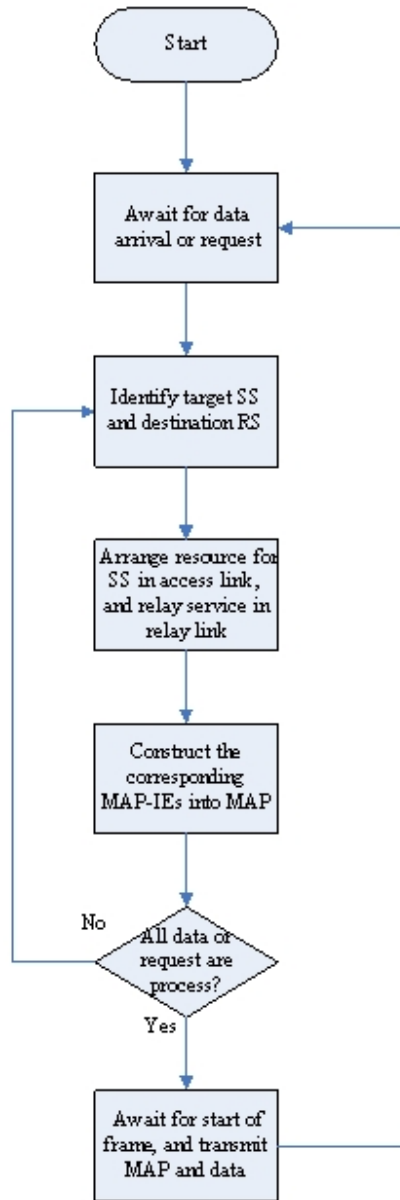 Start
Await for data
arrival or request
Identify target SS
and destination RS
Arrange resource for
SS in access link,
and relay service in
relay link
Construct the
corresponding
MAP-IEs into MAP
No
All data or
request are
process?
Yes
Await for start of
frame, and transmit
MAP and data